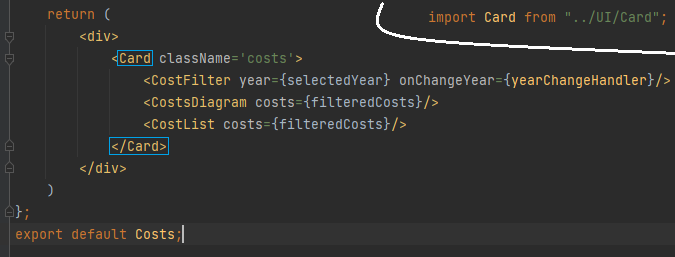 return (
import Card from "../UI/Card";
<div>
<Card className='costs'>
<CostFilter year={selectedYear} onChangeYear={yearChangeHandler}/>
<CostsDiagram costs={filteredCosts}/>
<CostList costs={filteredCosts}/>
</Card>
</div>
)
};
export default Costs;